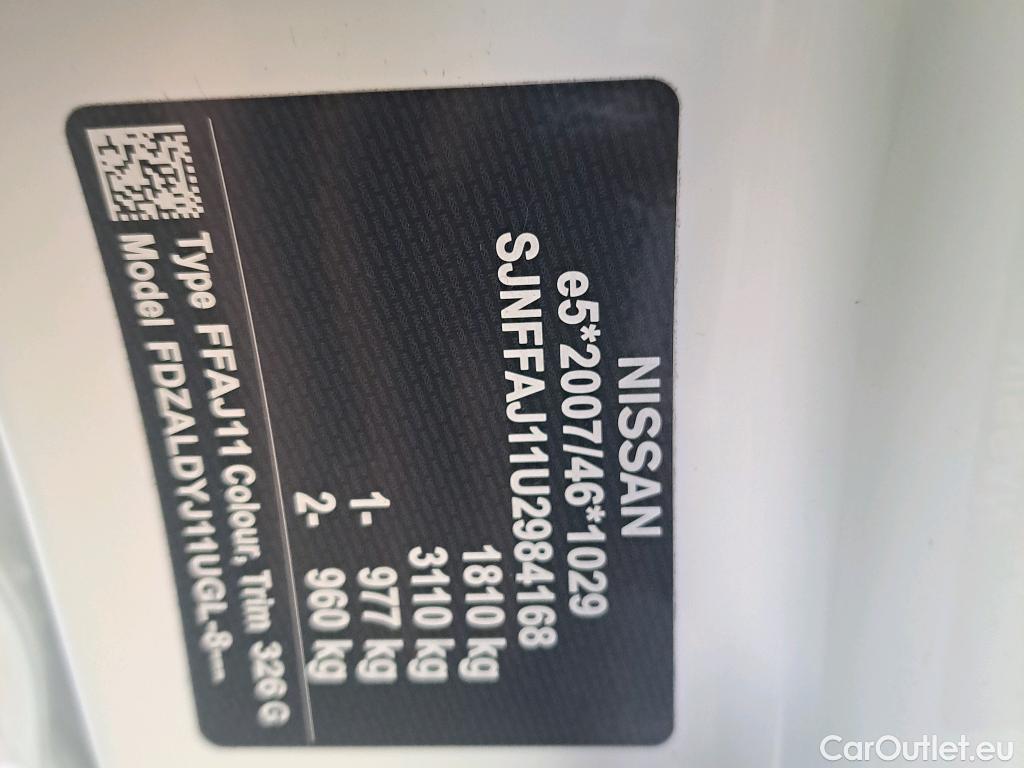 NISSAN
e5*2007/46*1029
SJNFFAJ11U2984168
1810 kg
3110 kg
1- 977 kg
2- 960 kg
Type FFAJ11 Colour, Trim 326 G
Model FDZALDYJ11UGL-8----
CarOutlet.eu